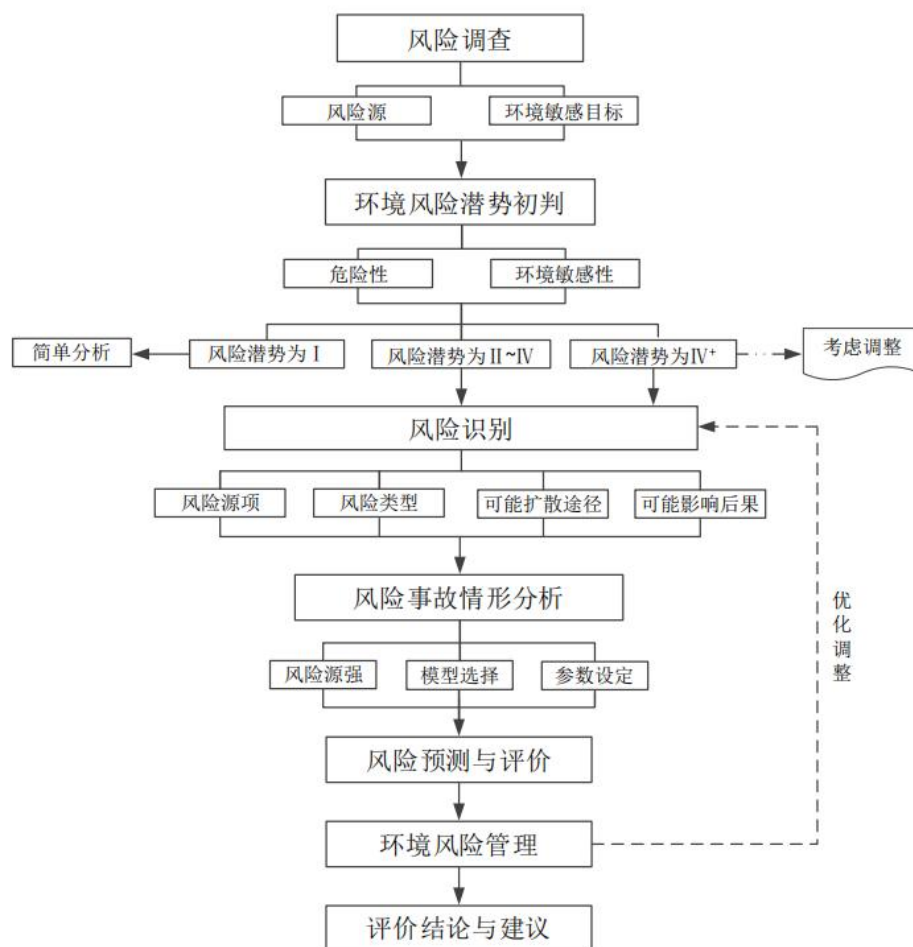 风险调查
风险源
环境敏感目标
环境风险潜势初判
危险性
环境敏感性
简单分析
风险潜势为Ⅰ
风险潜势为Ⅱ~Ⅳ
风险潜势为Ⅳ⁺
考虑调整
风险识别
风险源项
风险类型
可能扩散途径
可能影响后果
风险事故情形分析
风险源强
模型选择
参数设定
优化调整
风险预测与评价
环境风险管理
评价结论与建议